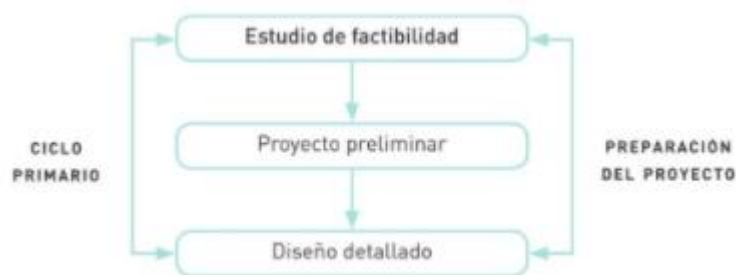 Estudio de factibilidad
Proyecto preliminar
CICLO
PRIMARIO
PREPARACIÓN
DEL PROYECTO
Diseño detallado